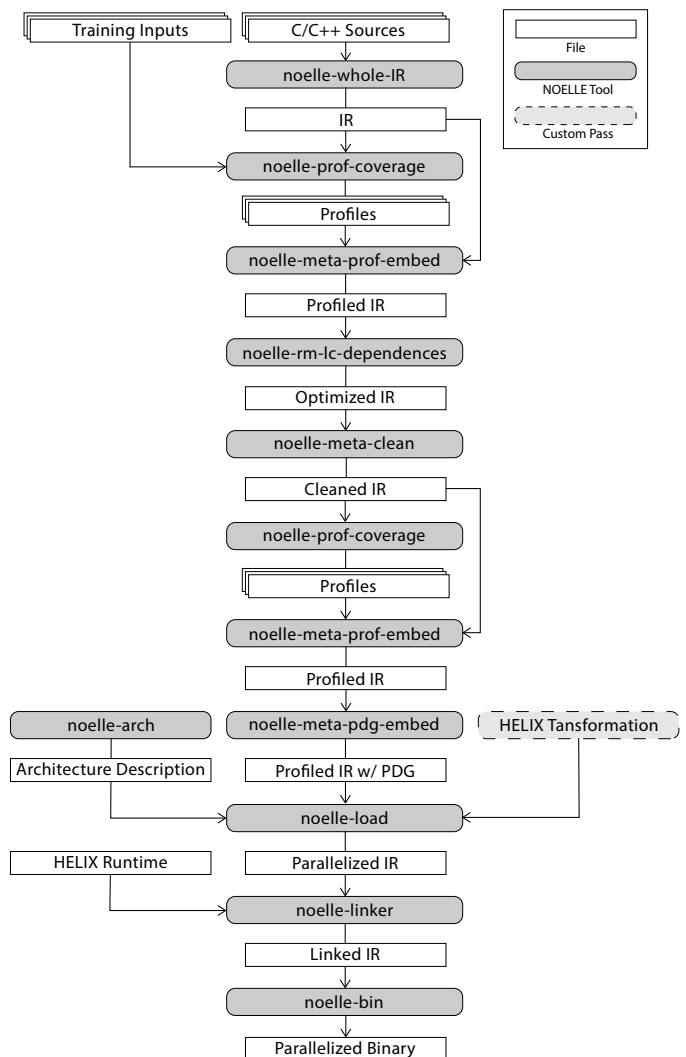 Training Inputs
C/C++ Sources
File
noelle-whole-IR
NOELLE Tool
IR
Custom Pass
noelle-prof-coverage
Profiles
noelle-meta-prof-embed
Profiled IR
noelle-rm-lc-dependences
Optimized IR
noelle-meta-clean
Cleaned IR
noelle-prof-coverage
Profiles
noelle-meta-prof-embed
Profiled IR
noelle-arch
noelle-meta-pdg-embed
HELIX Tansformation
Architecture Description
Profiled IR w/ PDG
noelle-load
HELIX Runtime
Parallelized IR
noelle-linker
Linked IR
noelle-bin
Parallelized Binary